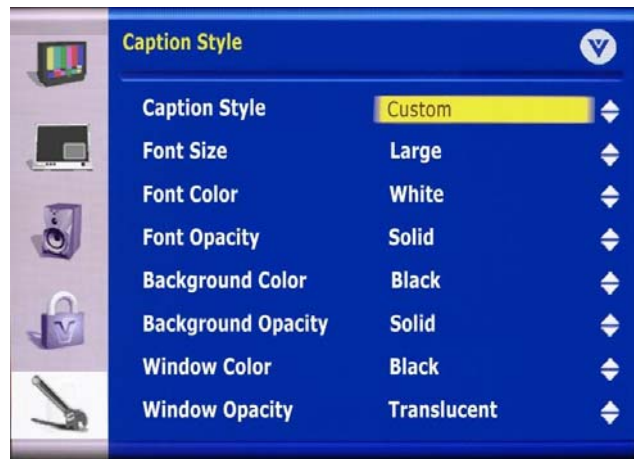 Caption Style
Caption Style Custom
Font Size Large
Font Color White
Font Opacity Solid
Background Color Black
Background Opacity Solid
Window Color Black
Window Opacity Translucent